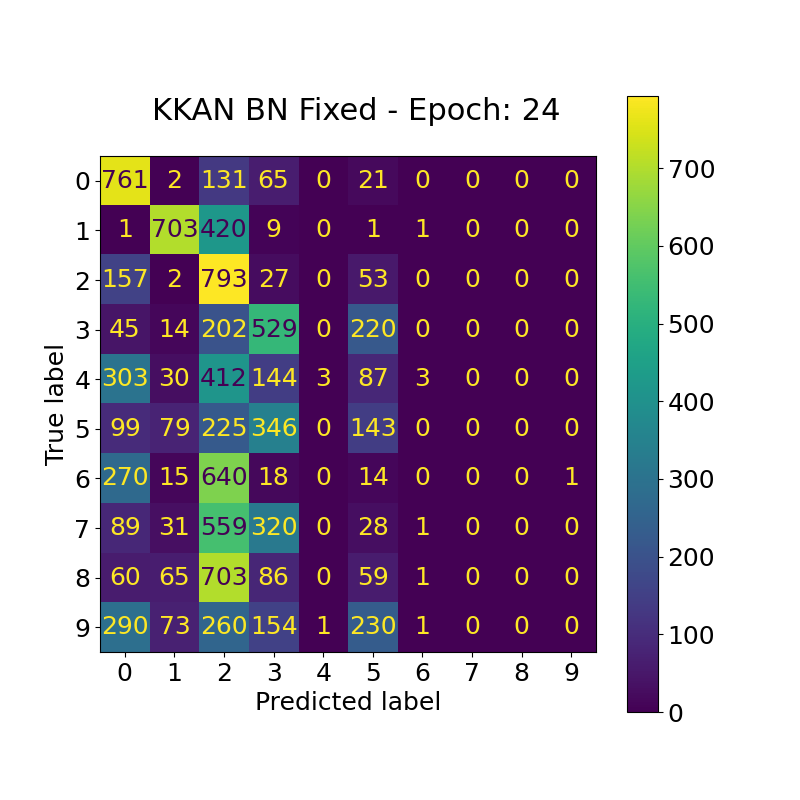 KKAN BN Fixed - Epoch: 24
0 761 2 131 65 0 21 0 0 0 0
1 1 703 420 9 0 1 1 0 0 0
2 157 2 793 27 0 53 0 0 0 0
3 45 14 202 529 0 220 0 0 0 0
4 303 30 412 144 3 87 3 0 0 0
5 99 79 225 346 0 143 0 0 0 0
6 270 15 640 18 0 14 0 0 0 1
7 89 31 559 320 0 28 1 0 0 0
8 60 65 703 86 0 59 1 0 0 0
9 290 73 260 154 1 230 1 0 0 0
0 1 2 3 4 5 6 7 8 9
Predicted label
True label
700
600
500
400
300
200
100
0